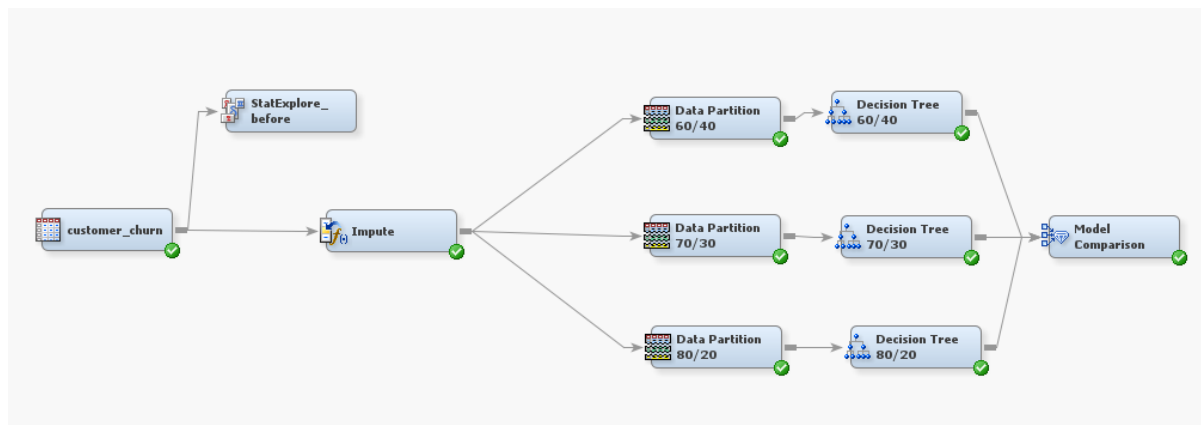 StatExplore_
before
customer_churn
Impute
Data Partition
60/40
Decision Tree
60/40
Data Partition
70/30
Decision Tree
70/30
Data Partition
80/20
Decision Tree
80/20
Model
Comparison